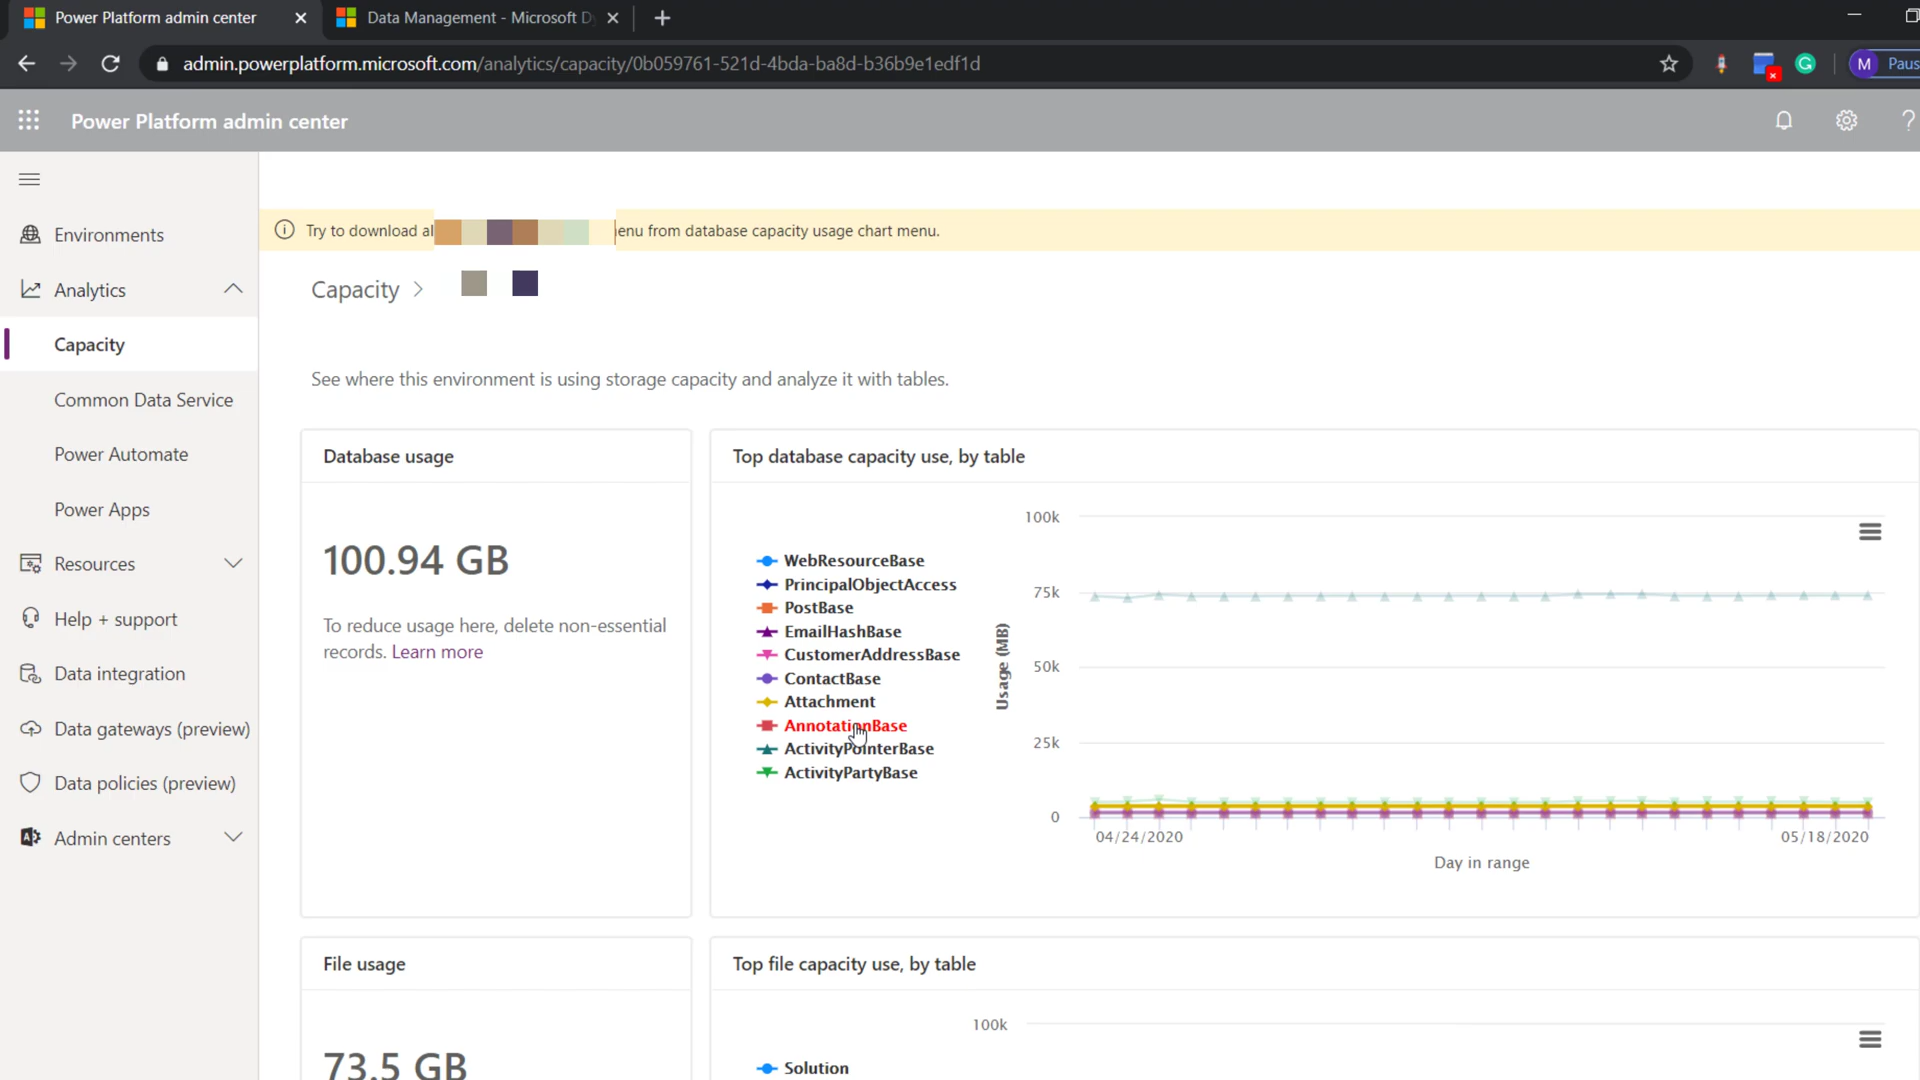 Power Platform admin center
Data Management - Microsoft D
admin.powerplatform.microsoft.com/analytics/capacity/0b059761-521d-4bda-ba8d-b36b9e1edf1d
M
Paus
Power Platform admin center
Environments
Analytics
Capacity
Common Data Service
Power Automate
Power Apps
Resources
Help + support
Data integration
Data gateways (preview)
Data policies (preview)
Admin centers
Try to download al
enu from database capacity usage chart menu.
Capacity >
See where this environment is using storage capacity and analyze it with tables.
Database usage
100.94 GB
To reduce usage here, delete non-essential
records. Learn more
Top database capacity use, by table
WebResourceBase
PrincipalObjectAccess
PostBase
EmailHashBase
CustomerAddressBase
ContactBase
Attachment
AnnotationBase
ActivityPointerBase
ActivityPartyBase
Usage (MB)
100k
75k
50k
25k
0
04/24/2020
05/18/2020
Day in range
File usage
73.5 GB
Top file capacity use, by table
100k
Solution